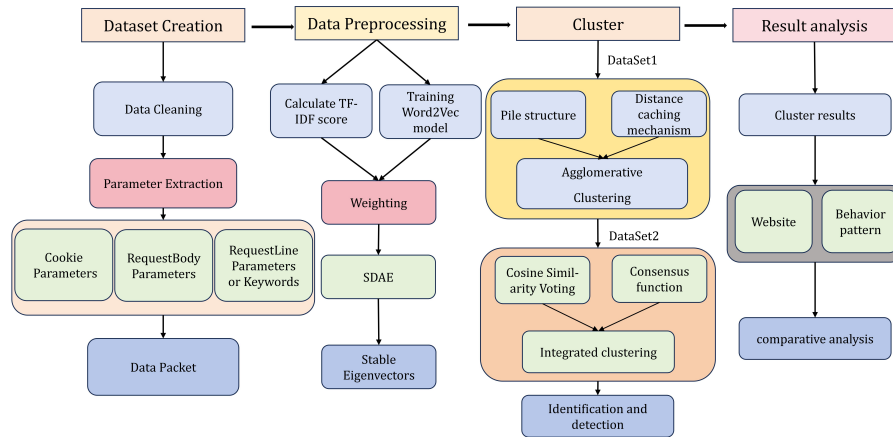 Dataset Creation
Data Preprocessing
Cluster
Result analysis
Data Cleaning
Parameter Extraction
Cookie
Parameters
RequestBody
Parameters
RequestLine
Parameters
or Keywords
Data Packet
Calculate TF-
IDF score
Training
Word2Vec
model
Weighting
SDAE
Stable
Eigenvectors
DataSet1
Pile structure
Distance
caching
mechanism
Agglomerative
Clustering
DataSet2
Cosine Simil-
arity Voting
Consensus
function
Integrated clustering
Identification and
detection
Cluster results
Website
Behavior
pattern
comparative analysis